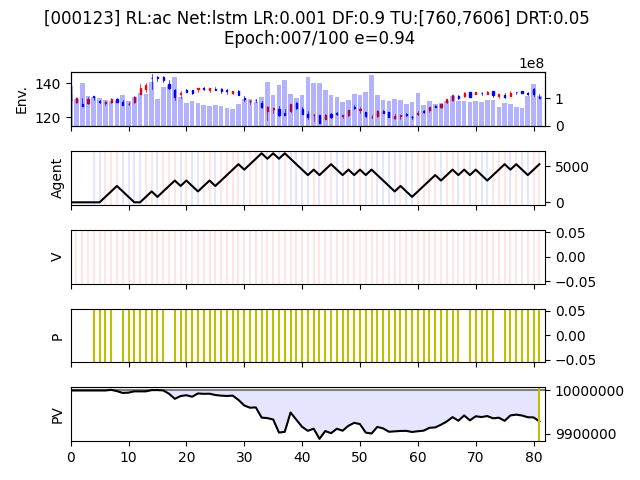 [000123] RL:ac Net:lstm LR:0.001 DF:0.9 TU:[760,7606] DRT:0.05
Epoch:007/100 e=0.94
1e8
Env.
140
120
1
0
Agent
5000
0
V
0.05
0.00
−0.05
P
0.05
0.00
−0.05
PV
10000000
9900000
0 10 20 30 40 50 60 70 80